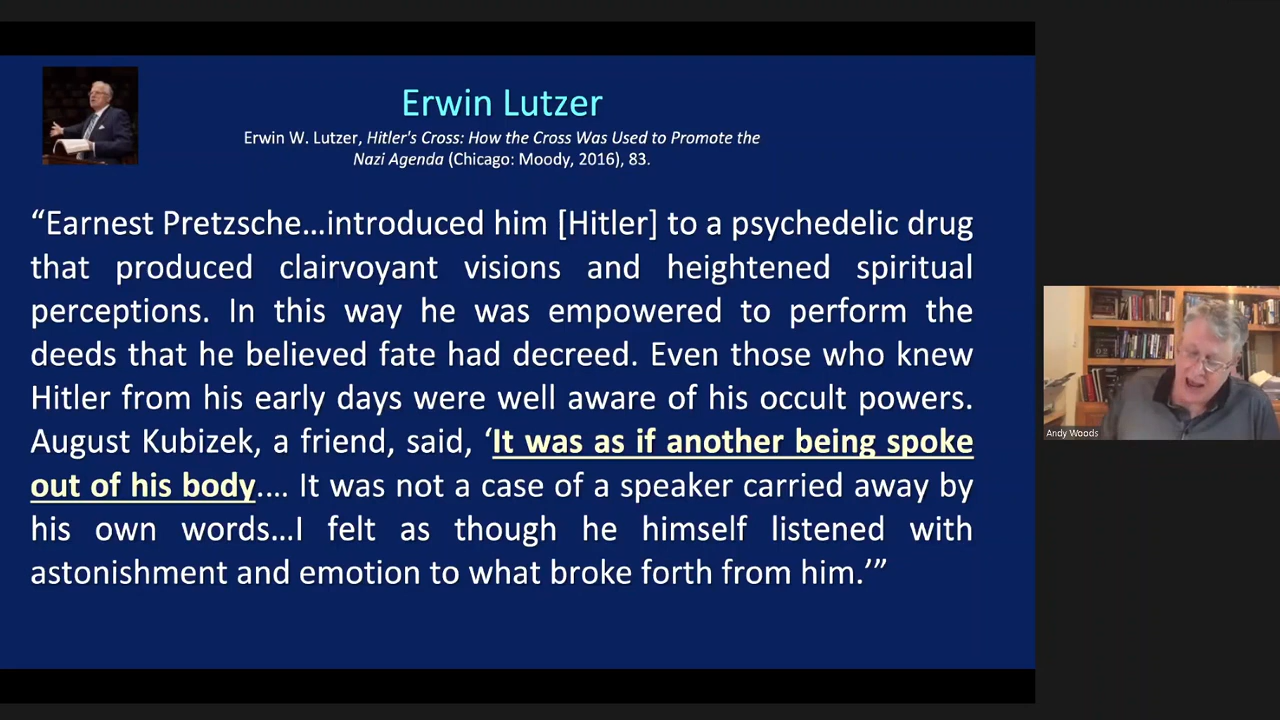 Erwin Lutzer
Erwin W. Lutzer, Hitler's Cross: How the Cross Was Used to Promote the
Nazi Agenda (Chicago: Moody, 2016), 83.
“Earnest Pretzsche…introduced him [Hitler] to a psychedelic drug
that produced clairvoyant visions and heightened spiritual
perceptions. In this way he was empowered to perform the
deeds that he believed fate had decreed. Even those who knew
Hitler from his early days were well aware of his occult powers.
August Kubizek, a friend, said, ‘It was as if another being spoke
out of his body.... It was not a case of a speaker carried away by
his own words…I felt as though he himself listened with
astonishment and emotion to what broke forth from him.’”
Andy Woods